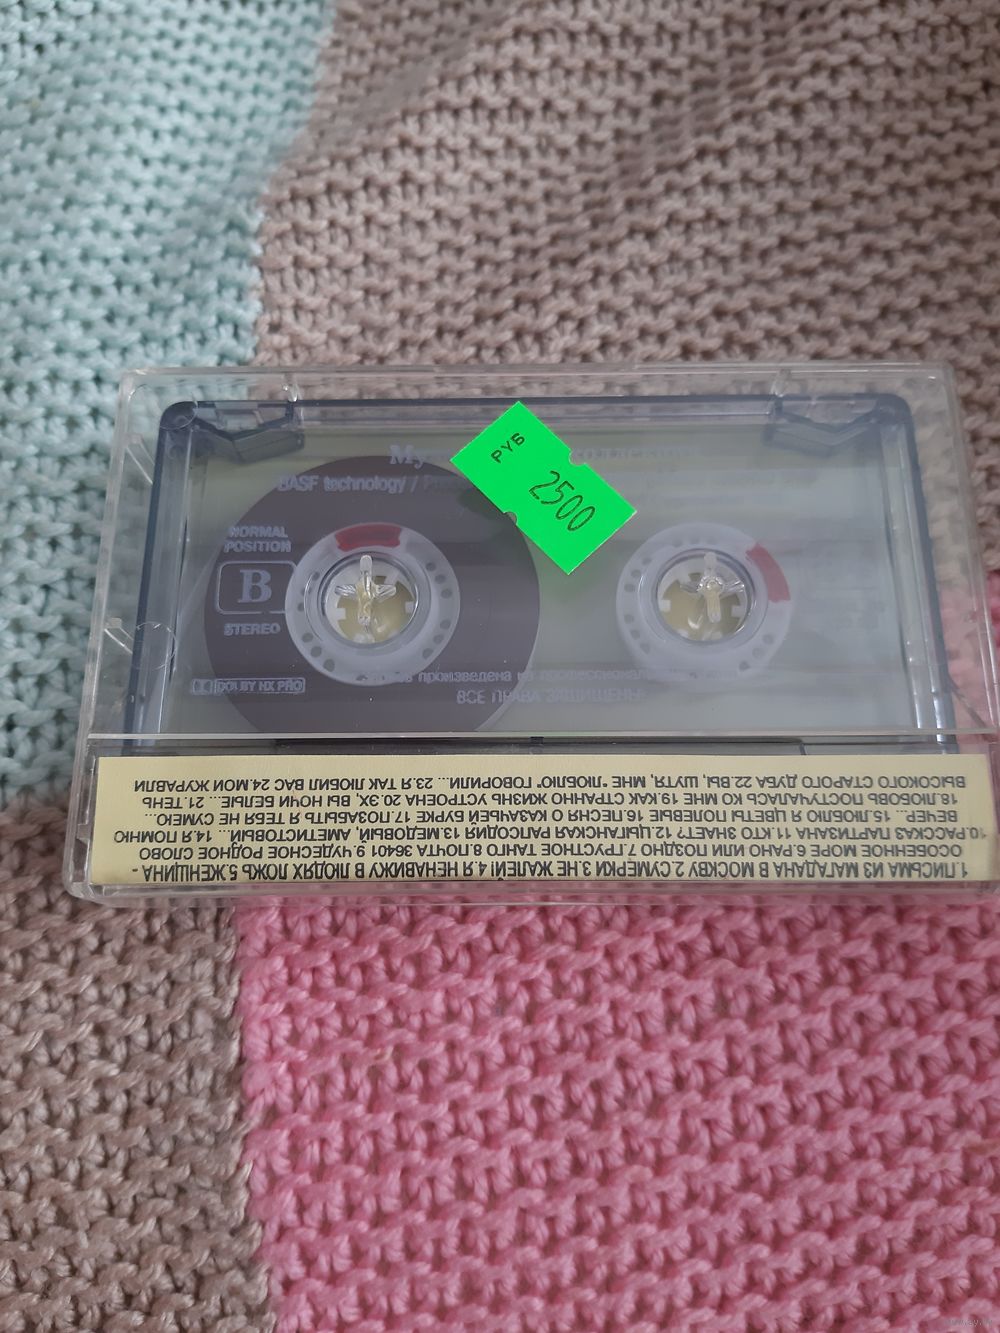 РУБ
2500
BASF technology /
NORMAL
POSITION
B
STEREO
DOLBY HX PRO
произведена на
ВСЕ ПРАВА ЗАЩИЩЕНЫ
1.ПИСЬМА ИЗ МАГАДАНА В МОСКВУ 2.СУМЕРКИ 3.НЕ ЖАЛЕЙ 4.Я НЕНАВИЖУ В ЛЮДЯХ ЛОЖЬ 5.ЖЕНЩИНА -
ОСОБЕННОЕ МОРЕ 6.РАНО ИЛИ ПОЗДНО 7.ГРУСТНОЕ ТАНГО 8.ПОЧТА 36401 9.ЧУДЕСНОЕ РОДНОЕ СЛОВО
10.РАССКАЗ ПАРТИЗАНА 11.КТО ЗНАЕТ? 12.ЦЫГАНСКАЯ РАПСОДИЯ 13.МЕДОВЫЙ, АМЕТИСТОВЫЙ... 14.Я ПОМНЮ
ВЕЧЕР... 15.ЛЮБЛЮ Я ЦВЕТЫ ПОЛЕВЫЕ 16.ПЕСНЯ О КАЗАЧЬЕЙ БУРКЕ 17.ПОЗАБЫТЬ Я ТЕБЯ НЕ СУМЕЮ...
18.ЛЮБОВЬ ПОСТУЧАЛАСЬ КО МНЕ 19.КАК СТРАННО ЖИЗНЬ УСТРОЕНА 20.ЭХ, ВЫ НОЧИ БЕЛЫЕ... 21.ТЕНЬ
ВЫСОКОГО СТАРОГО ДУБА 22.ВЫ, ШУТЯ, МНЕ "ЛЮБЛЮ" ГОВОРИЛИ... 23.Я ТАК ЛЮБИЛ ВАС 24.МОИ ЖУРАВЛИ